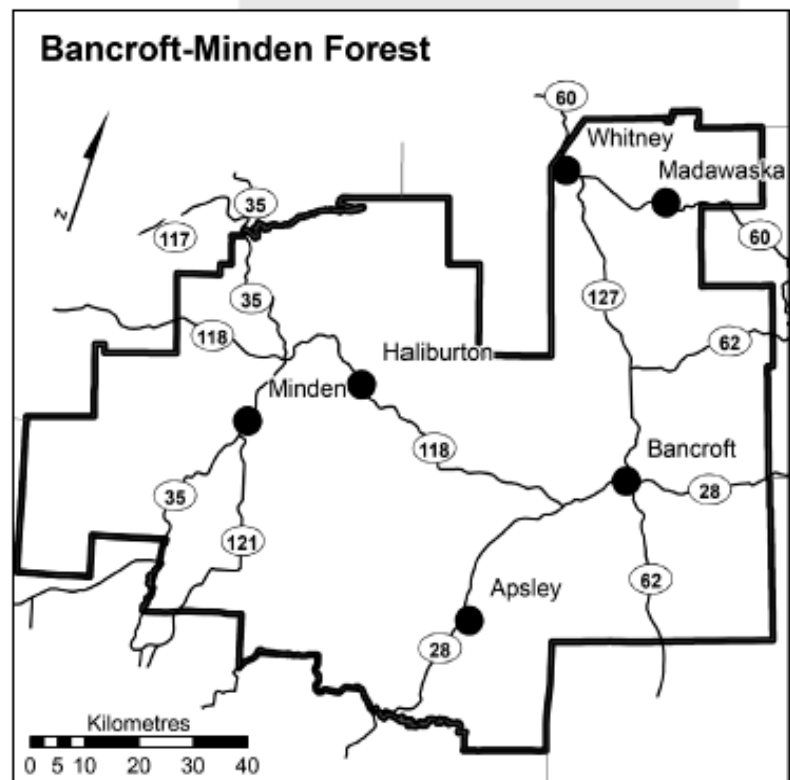 Bancroft-Minden Forest
60
Whitney
Madawaska
35
N
117
60
35
127
118
62
Haliburton
Minden
118
Bancroft
28
35
121
62
Apsley
28
Kilometres
0 5 10 20 30 40